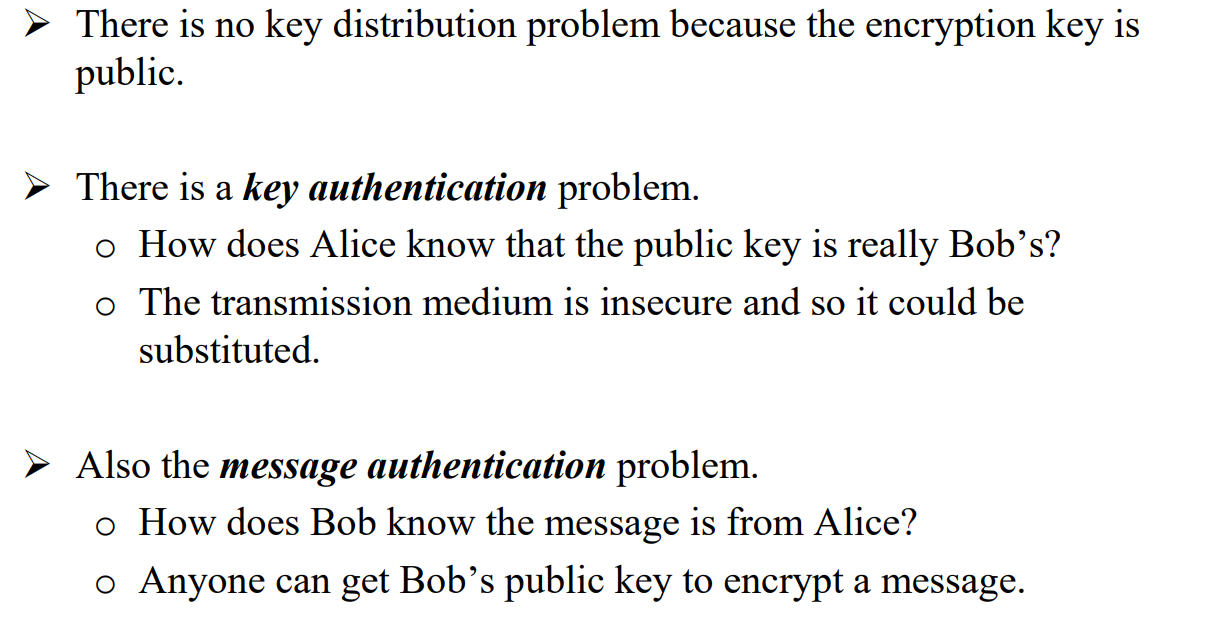 ➢ There is no key distribution problem because the encryption key is
public.
➢ There is a key authentication problem.
o How does Alice know that the public key is really Bob’s?
o The transmission medium is insecure and so it could be
substituted.
➢ Also the message authentication problem.
o How does Bob know the message is from Alice?
o Anyone can get Bob’s public key to encrypt a message.